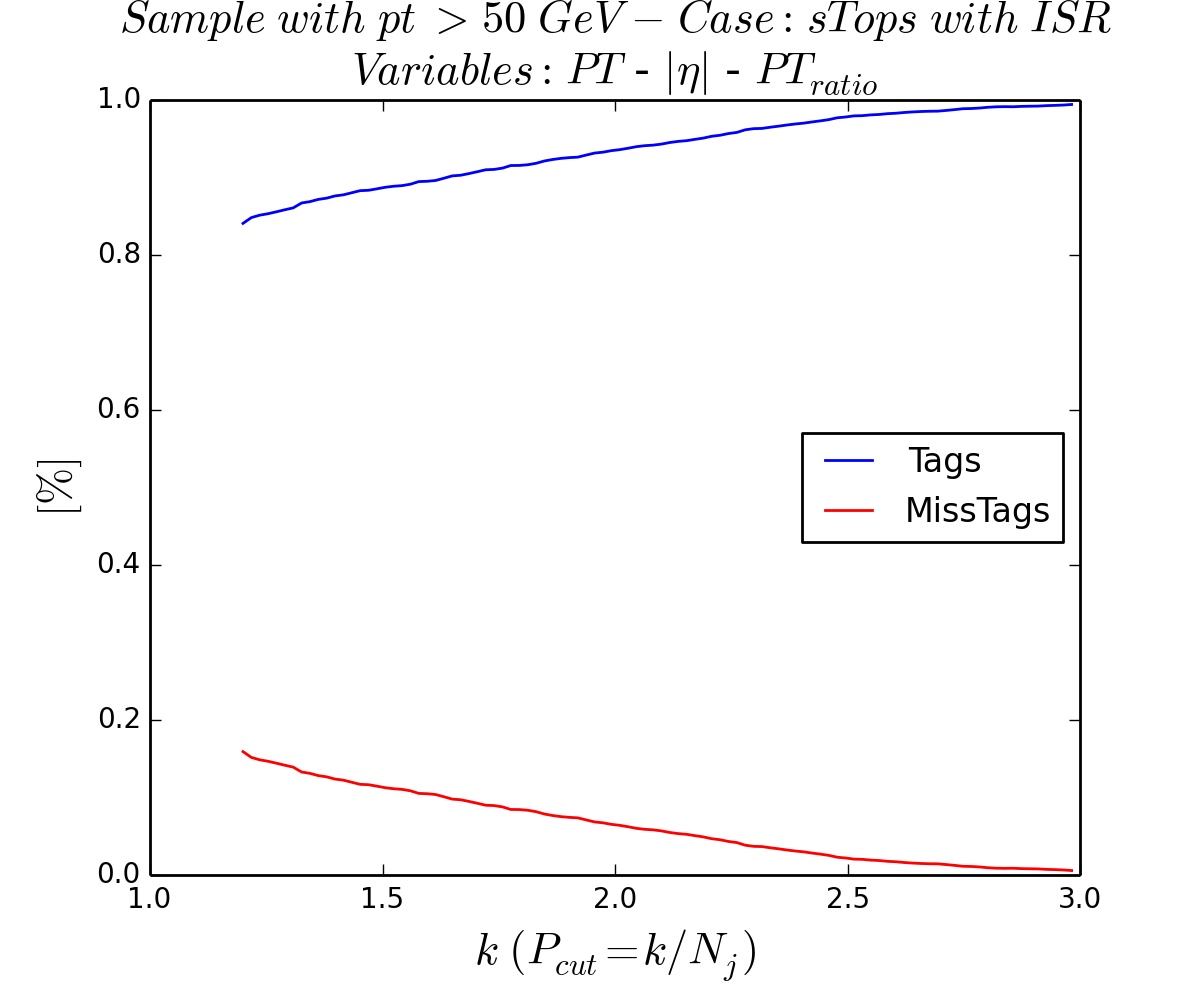 Sample with pt > 50 GeV − Case: sTops with ISR
Variables: PT - |η| - PT_ratio
1.0
0.8
0.6
0.4
0.2
0.0
[%]
Tags
MissTags
1.0 1.5 2.0 2.5 3.0
k (P_cut = k/N_j)